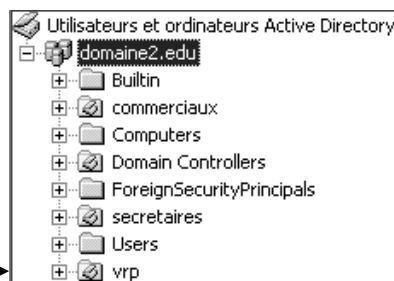 Utilisateurs et ordinateurs Active Directory
domaine2.edu
Builtin
commerciaux
Computers
Domain Controllers
ForeignSecurityPrincipals
secretaires
Users
vrp